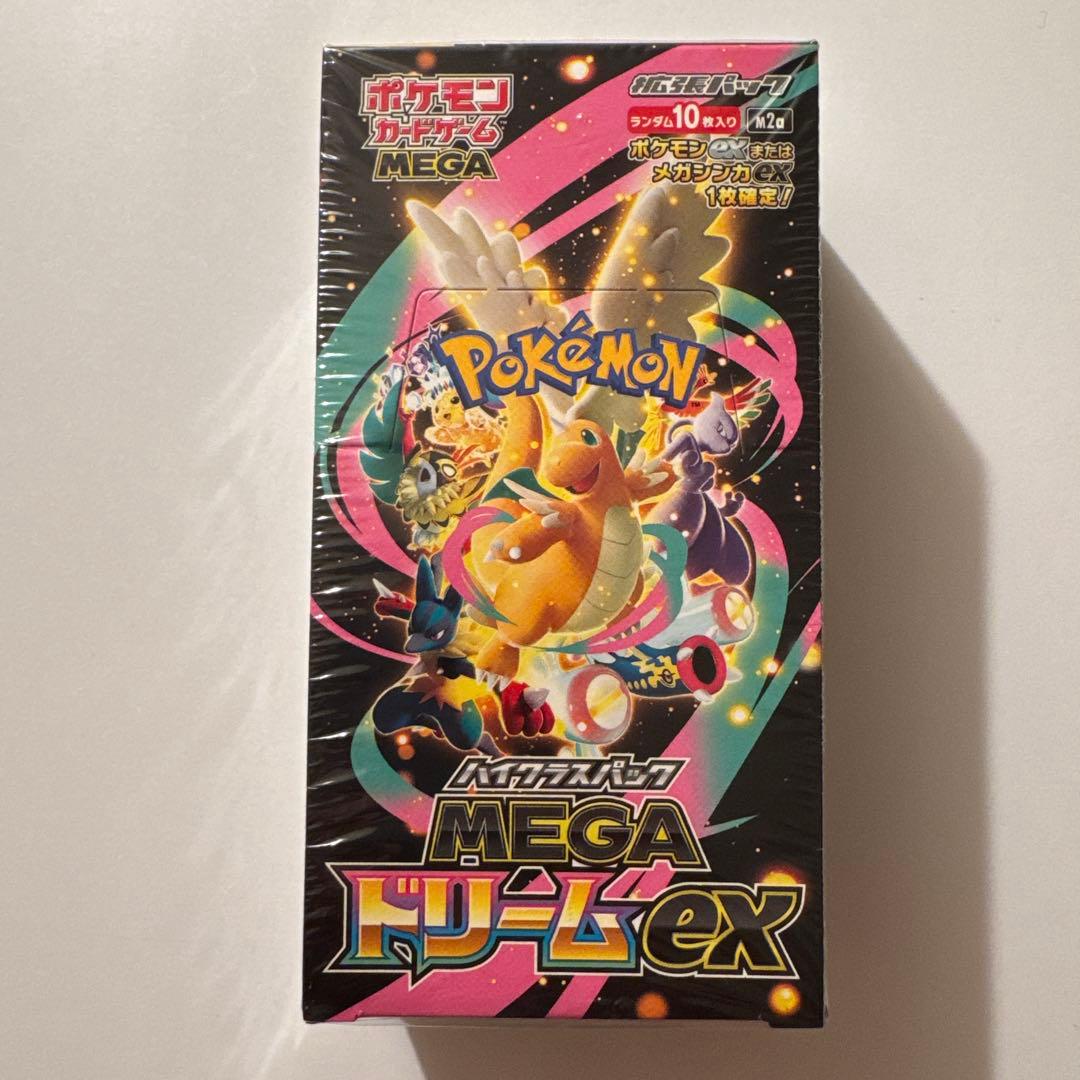 ポケモン
カードゲーム
MEGA
拡張パック
ランダム10枚入り M2a
ポケモンexまたは
メガシンカex
1枚確定!
POKéMON
TM
ハイクラスパック
MEGA
ドリームex